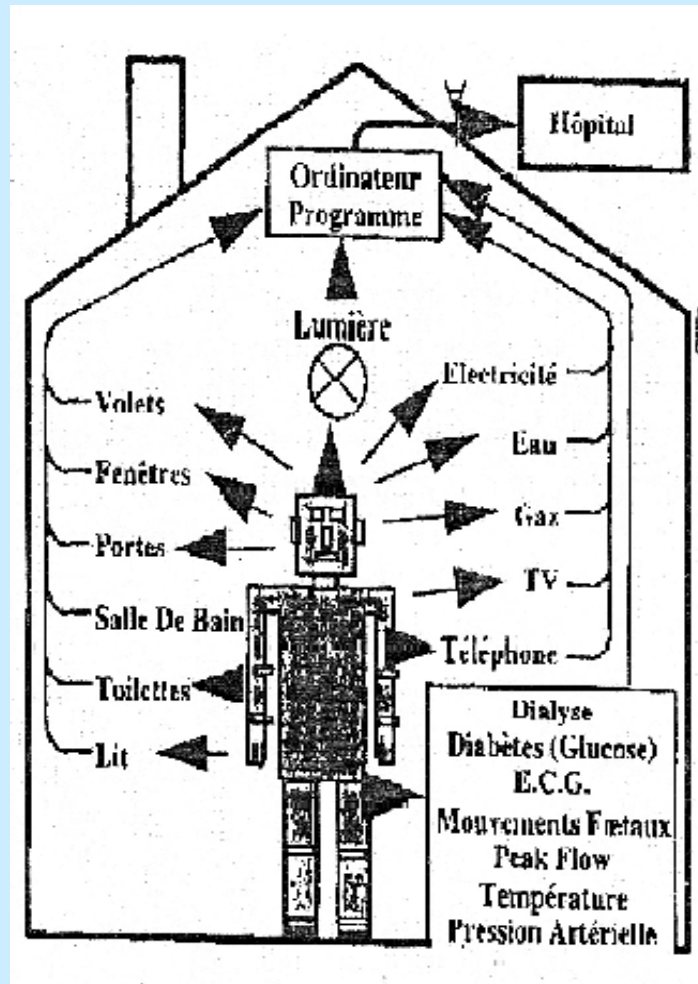 Hôpital
Ordinateur
Programme
Lumière
Volets
Fenêtres
Portes
Salle De Bain
Toilettes
Lit
Electricité
Eau
Gaz
TV
Téléphone
Dialyse
Diabètes (Glucose)
E.C.G.
Mouvements Fœtaux
Peak Flow
Température
Pression Artérielle